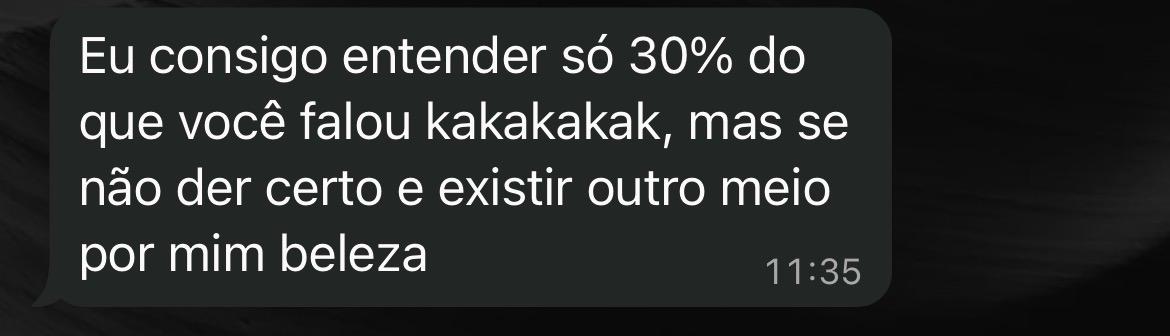 Eu consigo entender só 30% do
que você falou kakakakak, mas se
não der certo e existir outro meio
por mim beleza
11:35